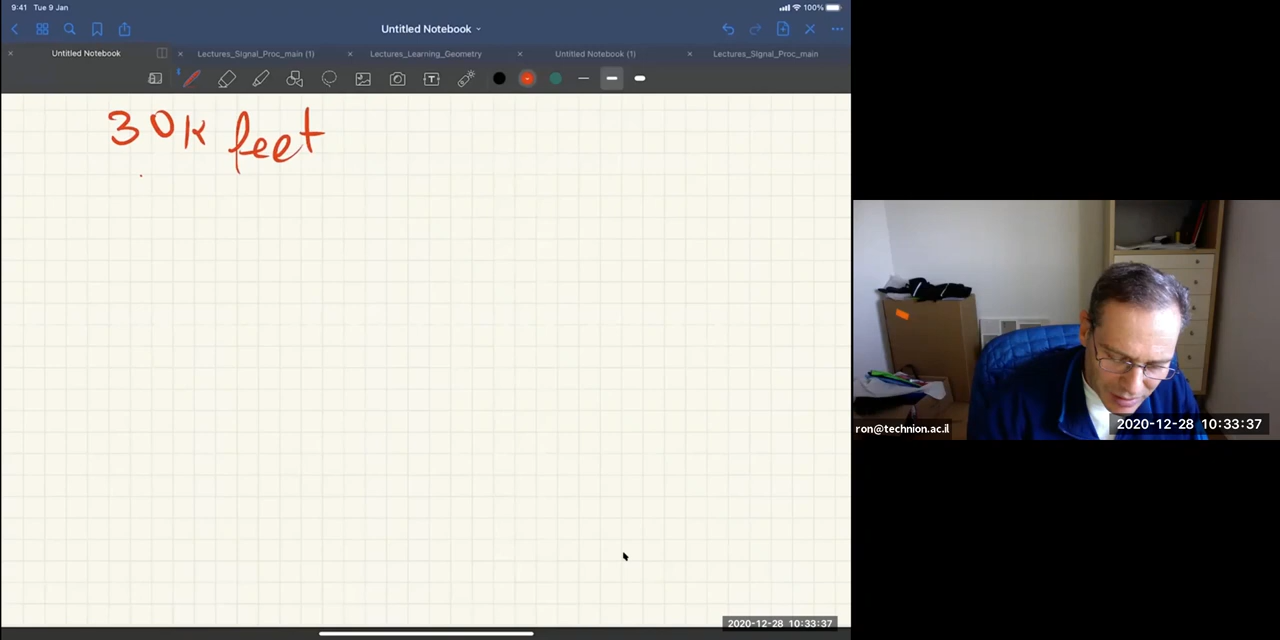 9:41 Tue 9 Jan
100%
Untitled Notebook
Untitled Notebook
Lectures_Signal_Proc_main (1)
Lectures_Learning_Geometry
Untitled Notebook (1)
Lectures_SIgnal_Proc_main
T
30k feet
ron@technion.ac.il
2020-12-28 10:33:37
2020-12-28 10:33:37